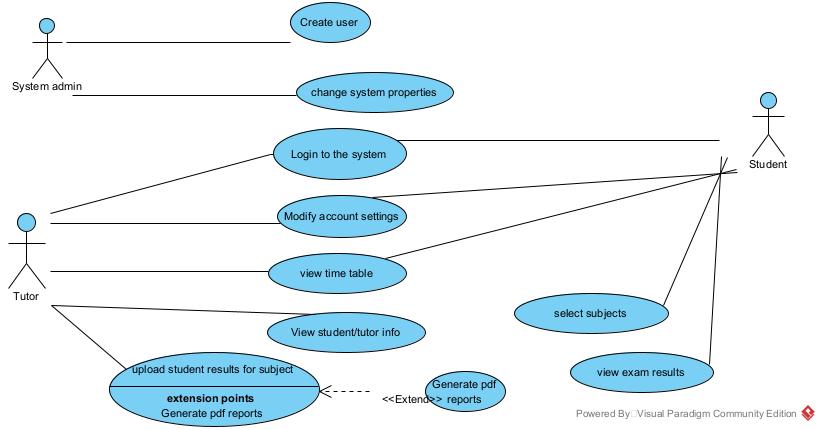 Create user
System admin
change system properties
Login to the system
Student
Modify account settings
view time table
Tutor
select subjects
View student/tutor info
upload student results for subject
view exam results
extension points
Generate pdf reports
<<Extend>>
Generate pdf
reports
Powered By Visual Paradigm Community Edition